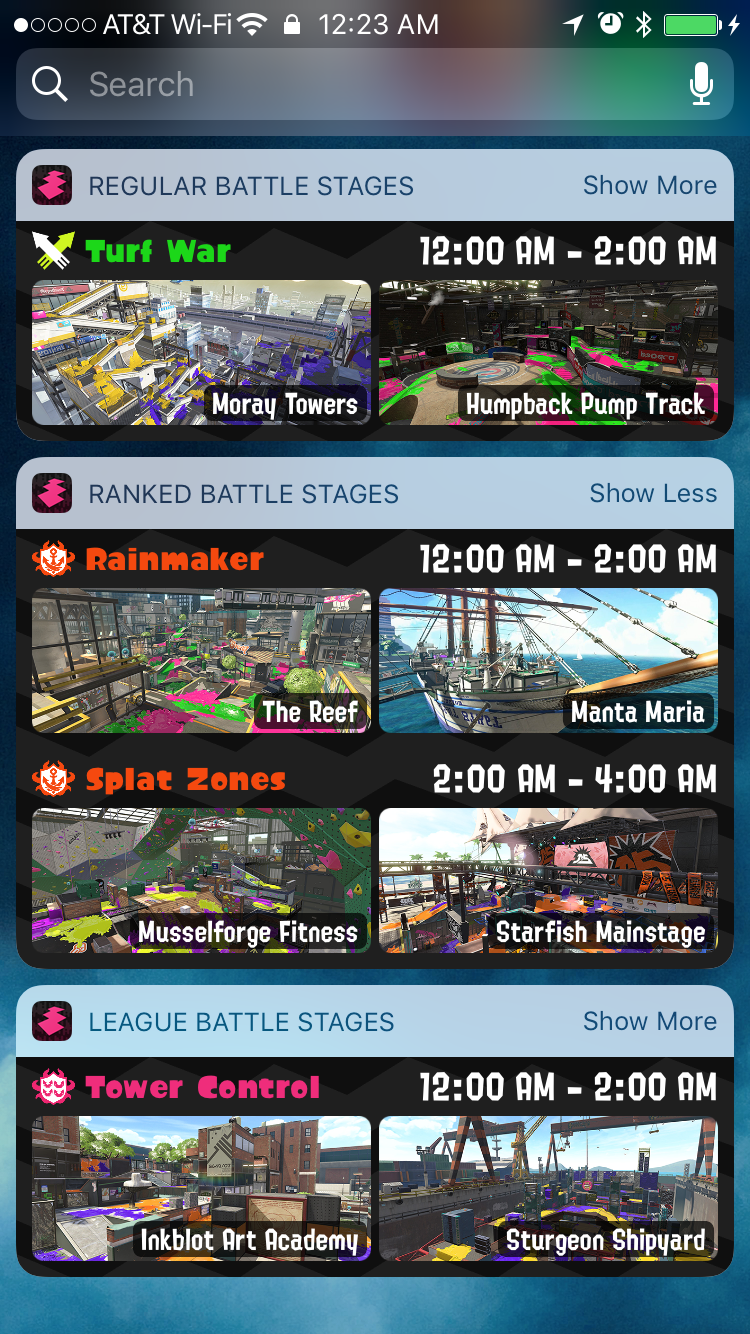 AT&T Wi-Fi 12:23 AM
Search
REGULAR BATTLE STAGES Show More
Turf War 12:00 AM - 2:00 AM
Moray Towers Humpback Pump Track
RANKED BATTLE STAGES Show Less
Rainmaker 12:00 AM - 2:00 AM
The Reef Manta Maria
Splat Zones 2:00 AM - 4:00 AM
Musselforge Fitness Starfish Mainstage
LEAGUE BATTLE STAGES Show More
Tower Control 12:00 AM - 2:00 AM
Inkblot Art Academy Sturgeon Shipyard